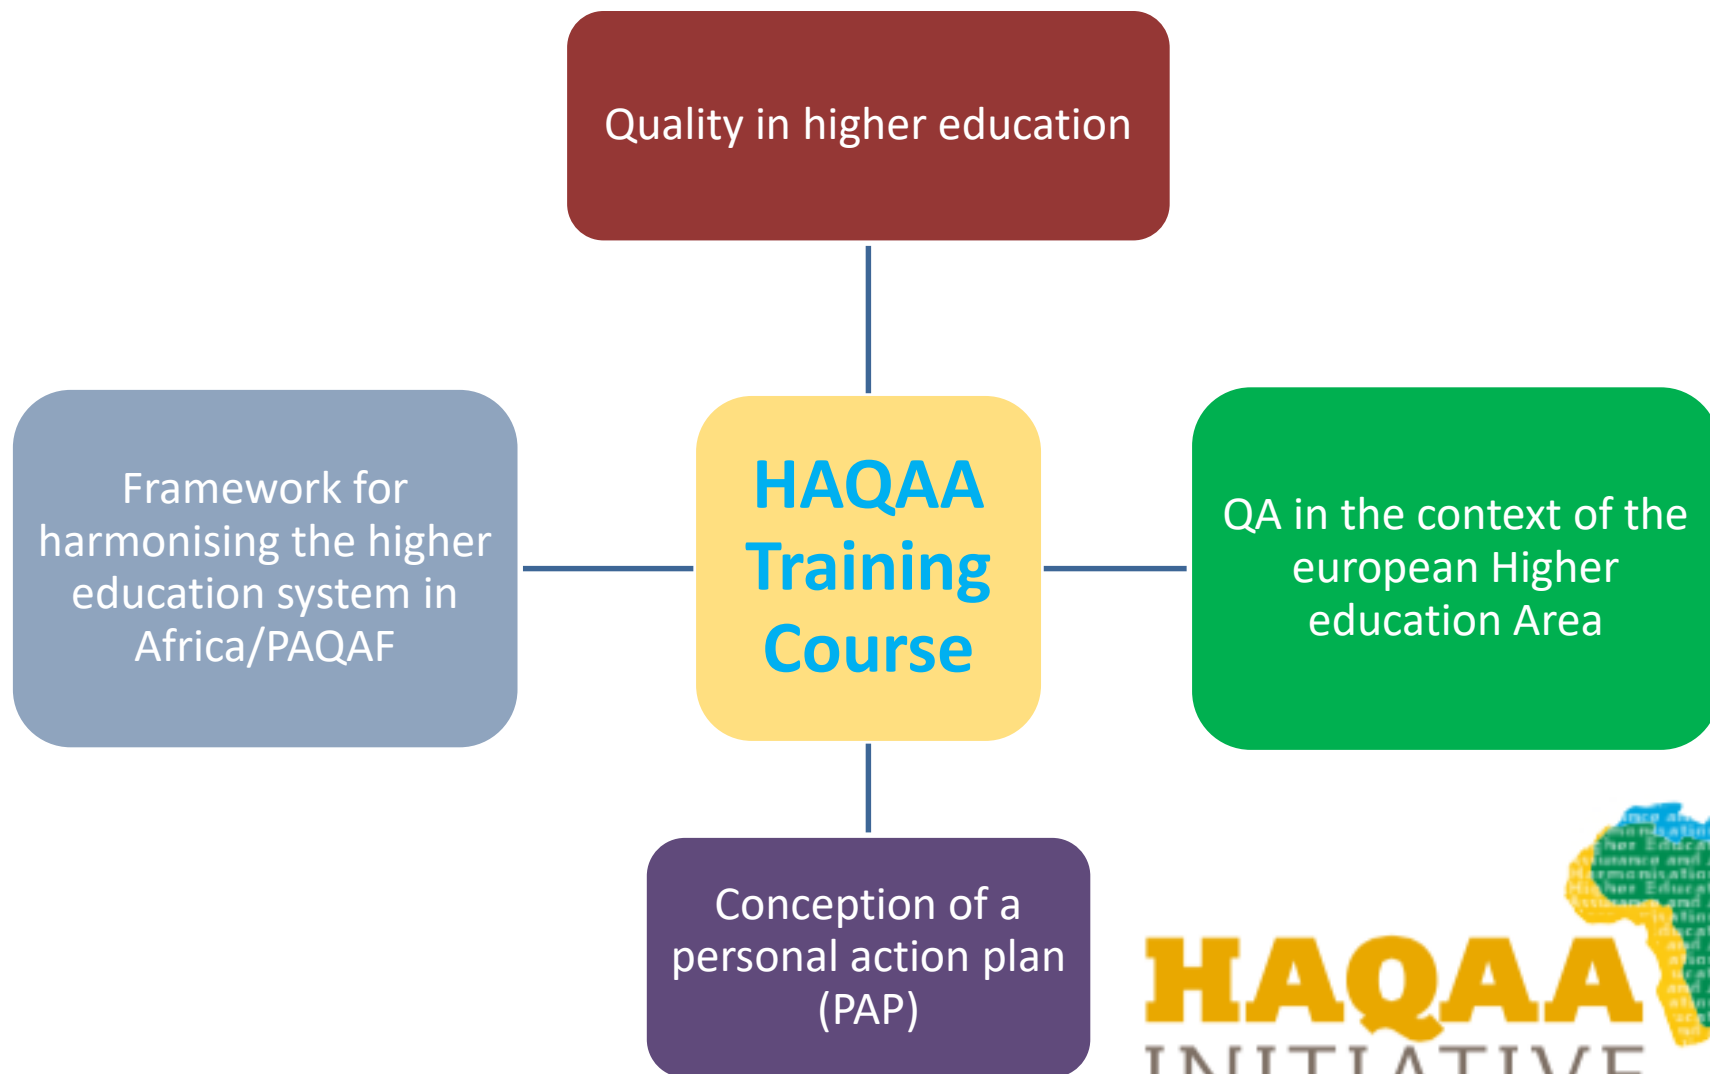 Quality in higher education
Framework for
harmonising the higher
education system in
Africa/PAQAF
HAQAA
Training
Course
QA in the context of the
european Higher
education Area
Conception of a
personal action plan
(PAP)
HAQAA
INITIATIVE